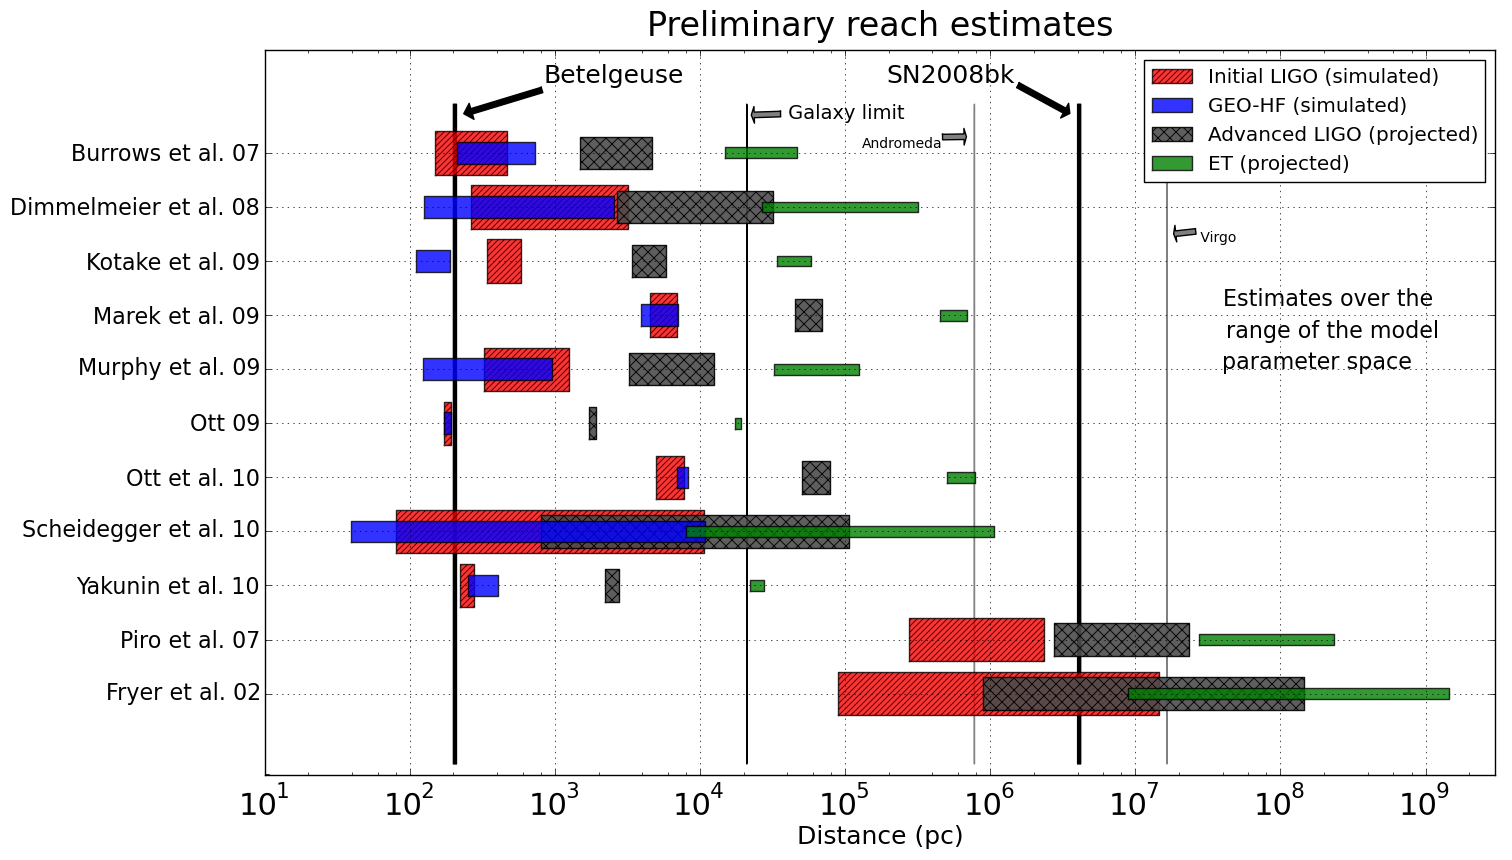 Preliminary reach estimates
Betelgeuse
SN2008bk
Galaxy limit
Andromeda
Virgo
Initial LIGO (simulated)
GEO-HF (simulated)
Advanced LIGO (projected)
ET (projected)
Estimates over the
range of the model
parameter space
Burrows et al. 07
Dimmelmeier et al. 08
Kotake et al. 09
Marek et al. 09
Murphy et al. 09
Ott 09
Ott et al. 10
Scheidegger et al. 10
Yakunin et al. 10
Piro et al. 07
Fryer et al. 02
10¹ 10² 10³ 10⁴ 10⁵ 10⁶ 10⁷ 10⁸ 10⁹
Distance (pc)